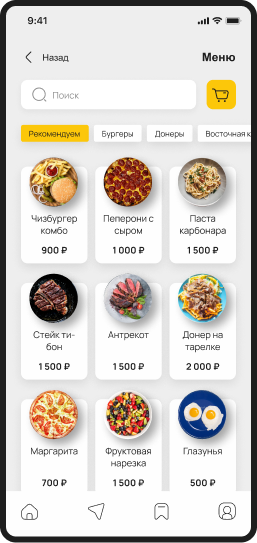 9:41
Назад
Меню
Поиск
Рекомендуем
Бургеры
Донеры
Восточная к
Чизбургер
комбо
900 ₽
Пеперони с
сыром
1 000 ₽
Паста
карбонара
1 500 ₽
Стейк ти-
бон
1 500 ₽
Антрекот
1 500 ₽
Донер на
тарелке
2 000 ₽
Маргарита
700 ₽
Фруктовая
нарезка
1 500 ₽
Глазунья
500 ₽